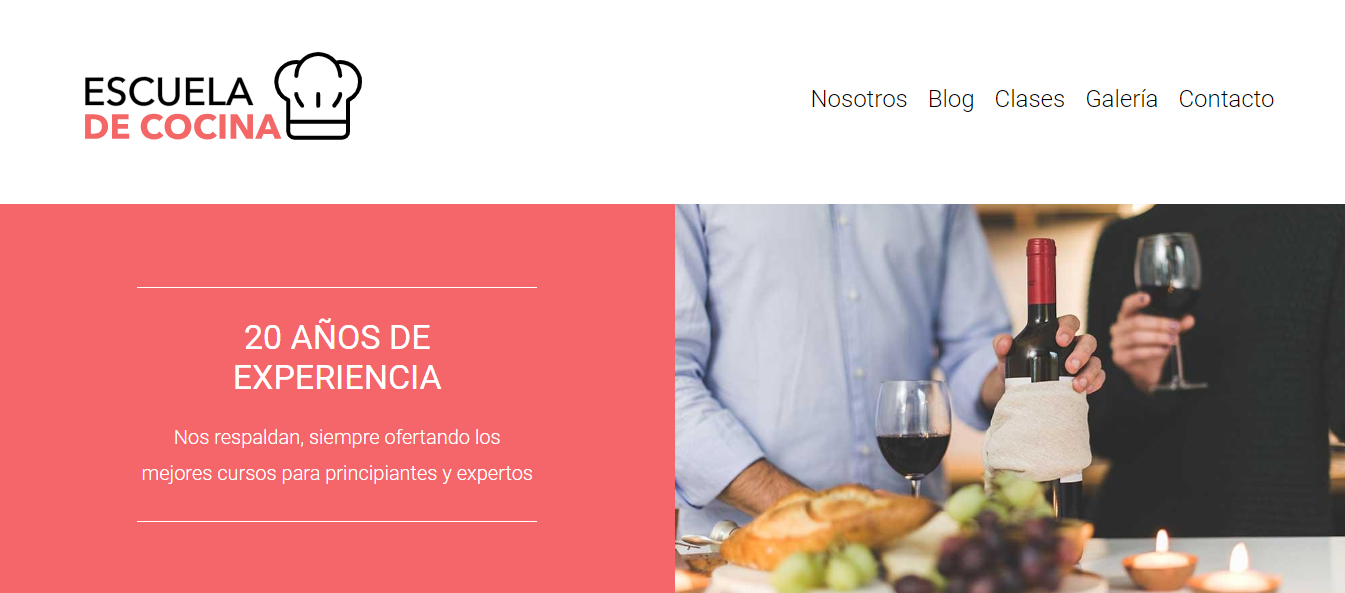 ESCUELA
DE COCINA
Nosotros Blog Clases Galería Contacto
20 AÑOS DE
EXPERIENCIA
Nos respaldan, siempre ofertando los
mejores cursos para principiantes y expertos